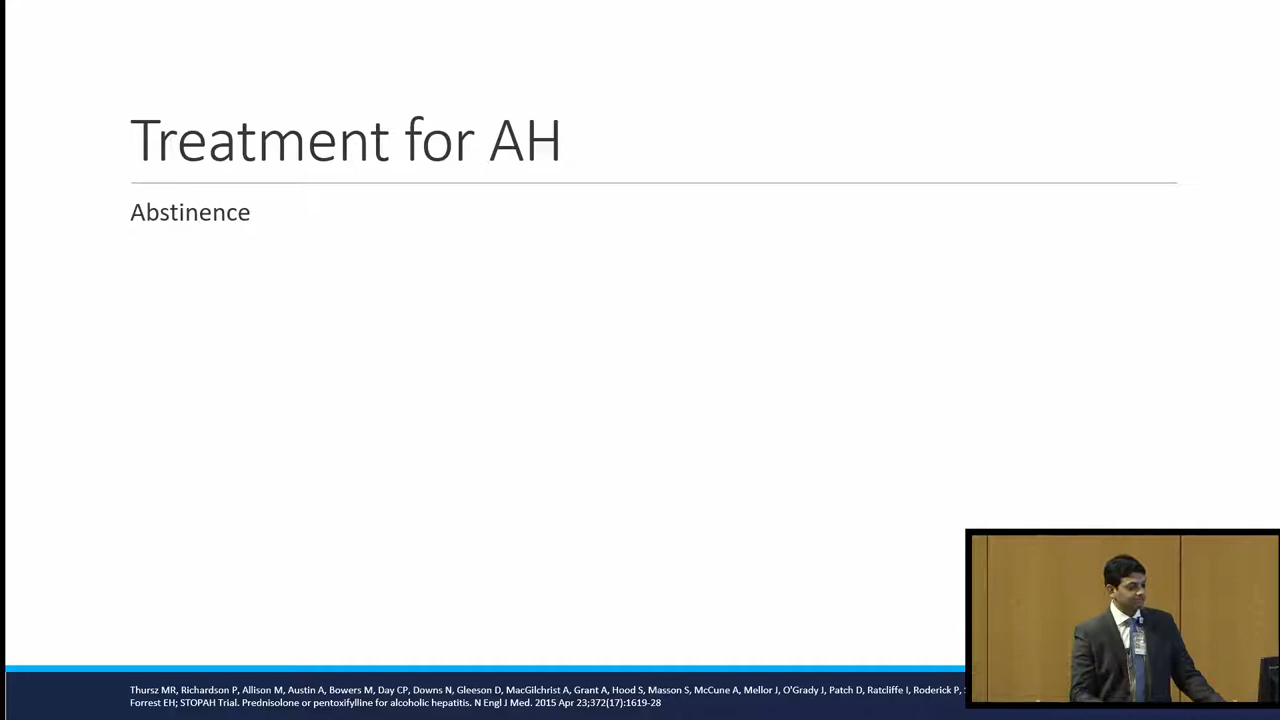 Treatment for AH
Abstinence
Thursz MR, Richardson P, Allison M, Austin A, Bowers M, Day CP, Downs N, Gleeson D, MacGilchrist A, Grant A, Hood S, Masson S, McCune A, Mellor J, O'Grady J, Patch D, Ratcliffe I, Roderick P,
Forrest EH; STOPAH Trial. Prednisolone or pentoxifylline for alcoholic hepatitis. N Engl J Med. 2015 Apr 23;372(17):1619-28